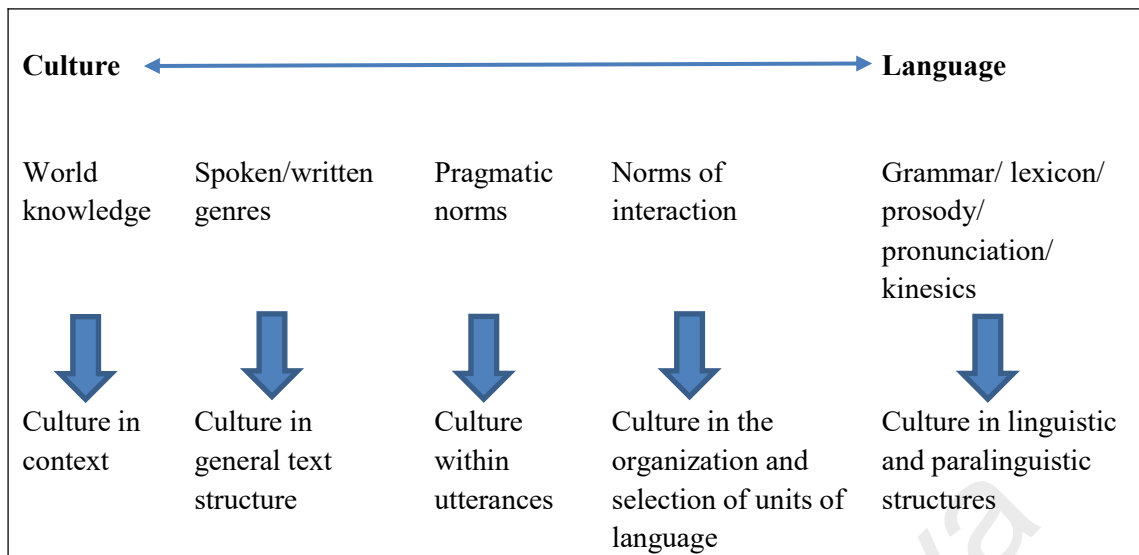 Culture Language
World knowledge
Spoken/written genres
Pragmatic norms
Norms of interaction
Grammar/ lexicon/ prosody/ pronunciation/ kinesics
Culture in context
Culture in general text structure
Culture within utterances
Culture in the organization and selection of units of language
Culture in linguistic and paralinguistic structures